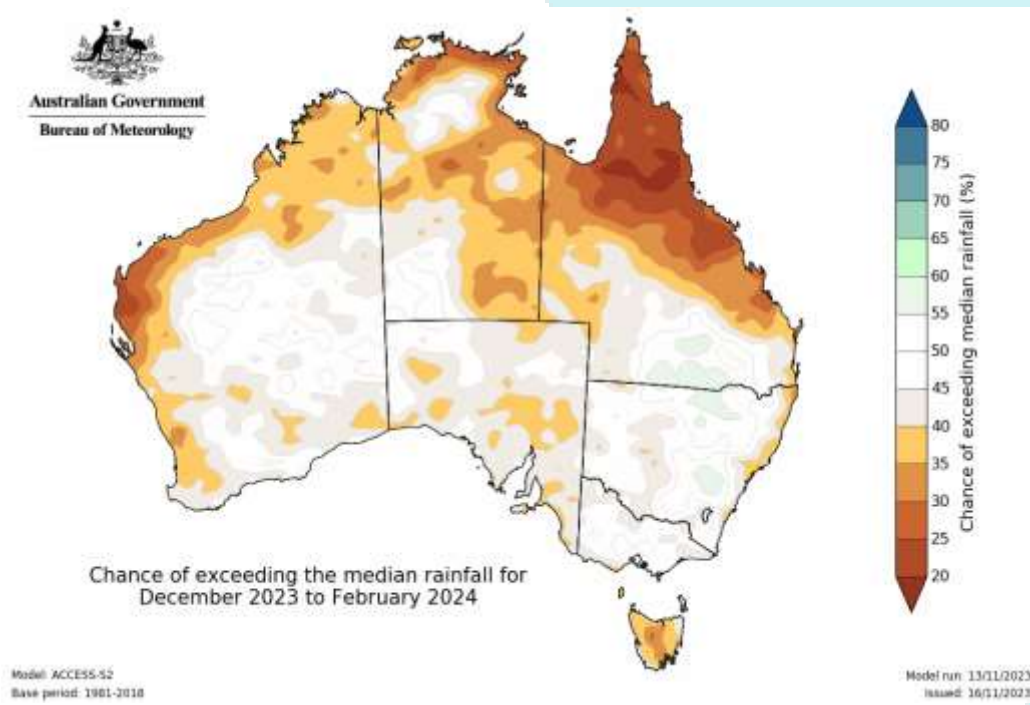 Australian Government
Bureau of Meteorology
80
75
70
65
60
55
50
45
40
35
30
25
20
Chance of exceeding median rainfall (%)
Chance of exceeding the median rainfall for
December 2023 to February 2024
Model: ACCESS-S2
Base period: 1981-2018
Model run: 13/11/2023
Issued: 16/11/2023